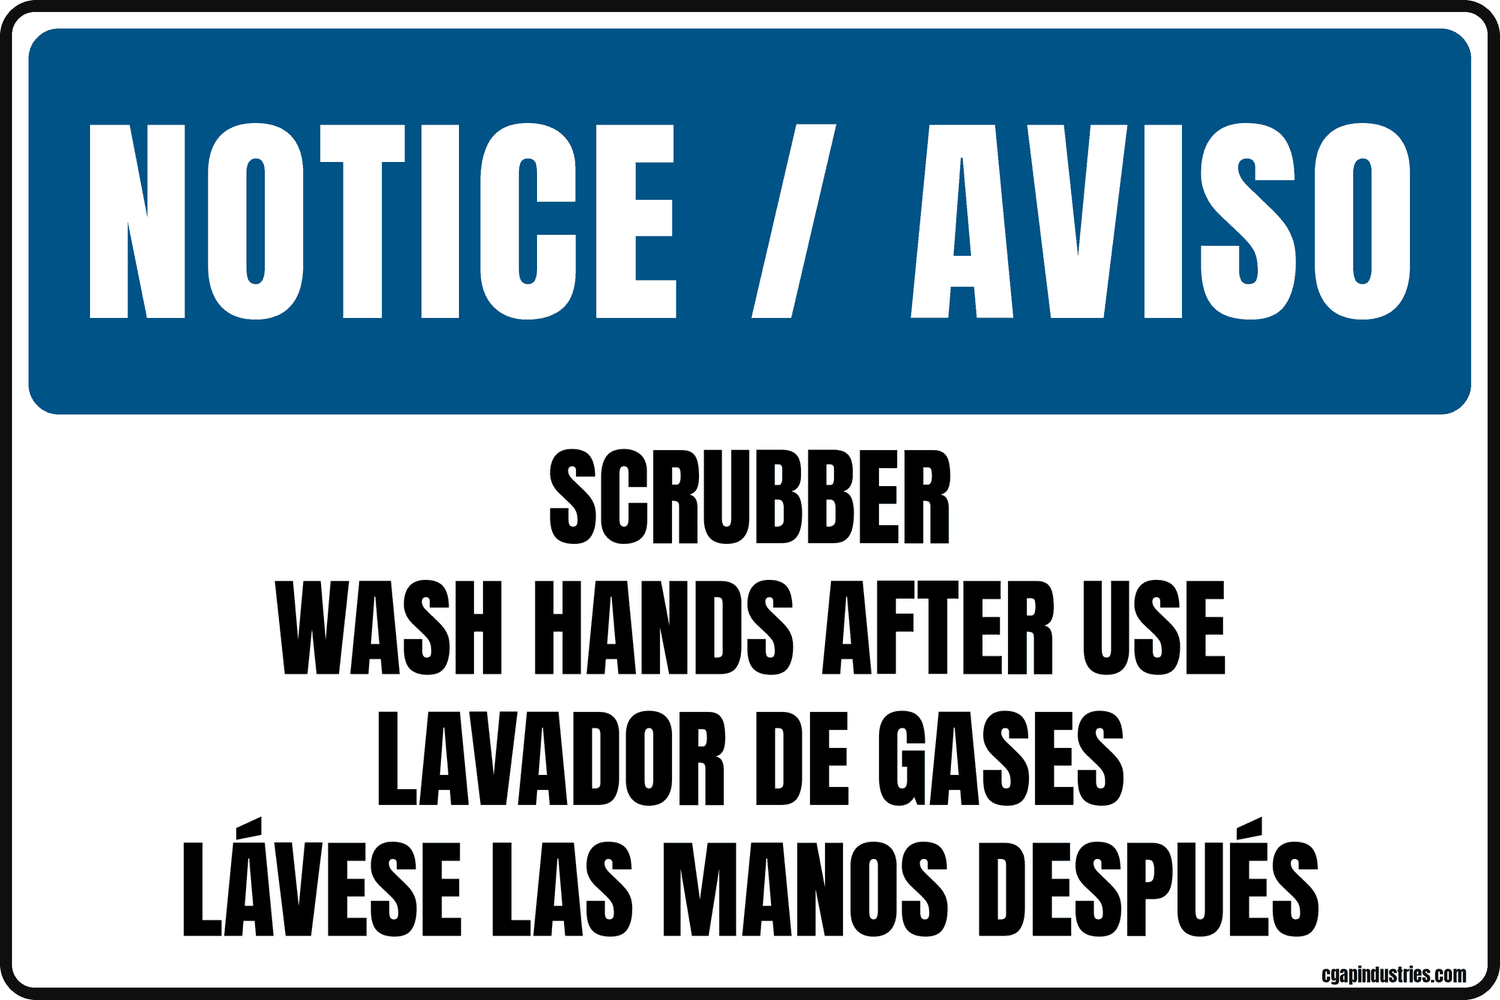 NOTICE / AVISO
SCRUBBER
WASH HANDS AFTER USE
LAVADOR DE GASES
LÁVESE LAS MANOS DESPUÉS
cgapindustries.com